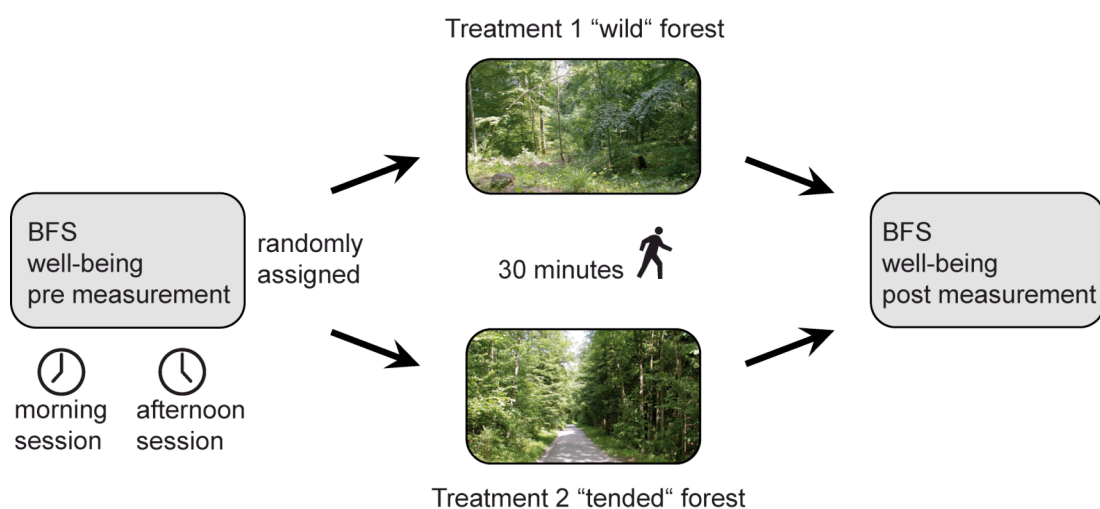 Treatment 1 “wild“ forest
BFS
well-being
pre measurement
randomly
assigned
30 minutes
BFS
well-being
post measurement
morning
session
afternoon
session
Treatment 2 “tended“ forest